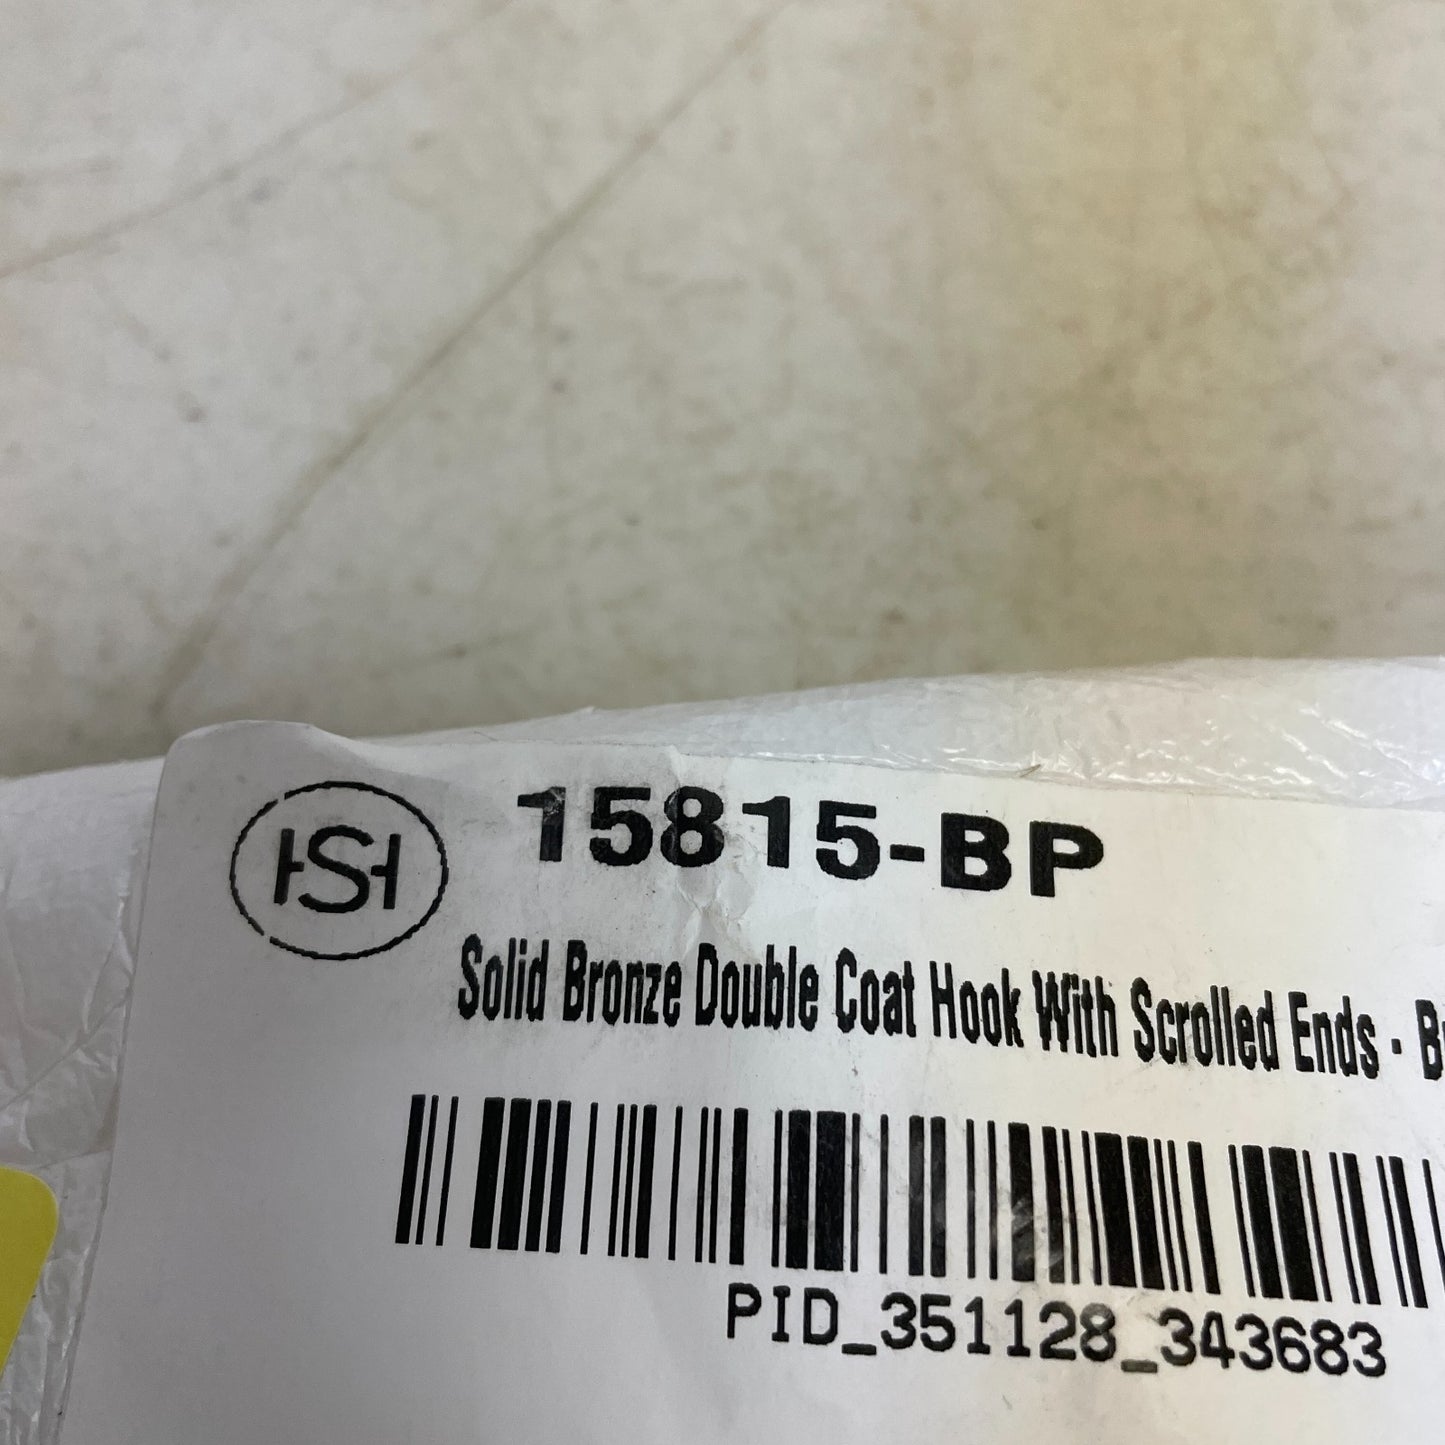 HSH
15815-BP
Solid Bronze Double Coat Hook With Scrolled Ends -
PID_351128_343683